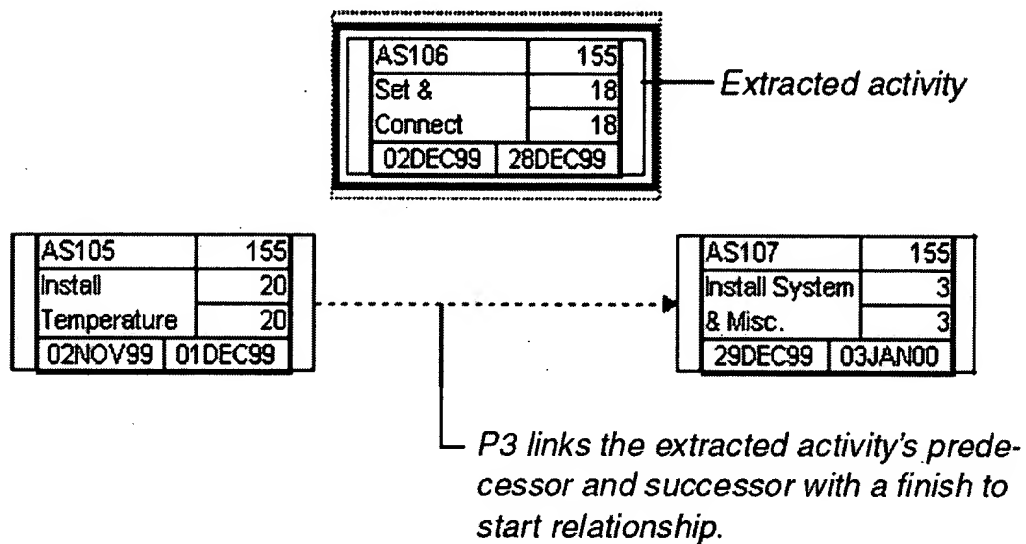 AS106 155
Set & 18
Connect 18
02DEC99 28DEC99
Extracted activity
AS105 155
Install 20
Temperature 20
02NOV99 01DEC99
AS107 155
Install System 3
& Misc. 3
29DEC99 03JAN00
P3 links the extracted activity's prede-
cessor and successor with a finish to
start relationship.